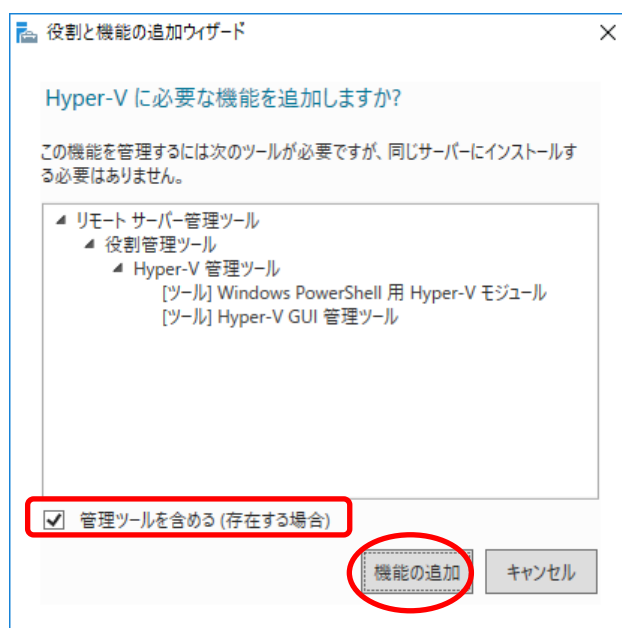 役割と機能の追加ウィザード
Hyper-V に必要な機能を追加しますか?
この機能を管理するには次のツールが必要ですが、同じサーバーにインストールす
る必要はありません。
リモート サーバー管理ツール
役割管理ツール
Hyper-V 管理ツール
[ツール] Windows PowerShell 用 Hyper-V モジュール
[ツール] Hyper-V GUI 管理ツール
管理ツールを含める (存在する場合)
機能の追加
キャンセル